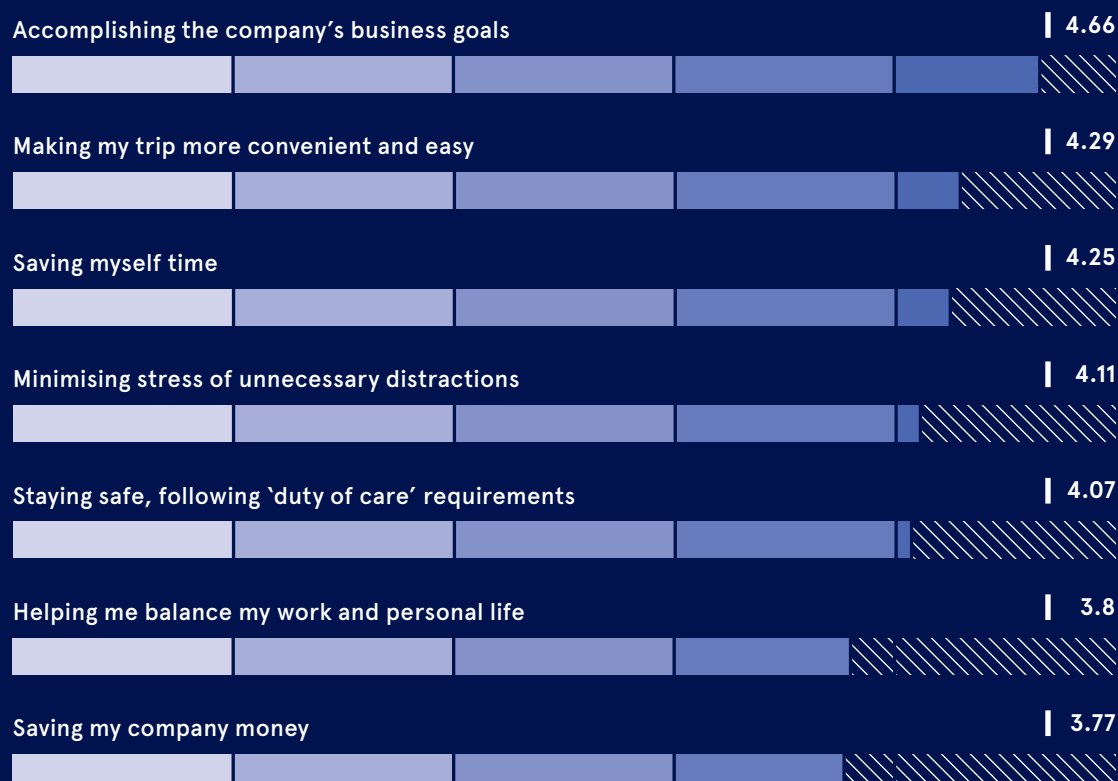 Accomplishing the company’s business goals 4.66
Making my trip more convenient and easy 4.29
Saving myself time 4.25
Minimising stress of unnecessary distractions 4.11
Staying safe, following ‵duty of care’ requirements 4.07
Helping me balance my work and personal life 3.8
Saving my company money 3.77